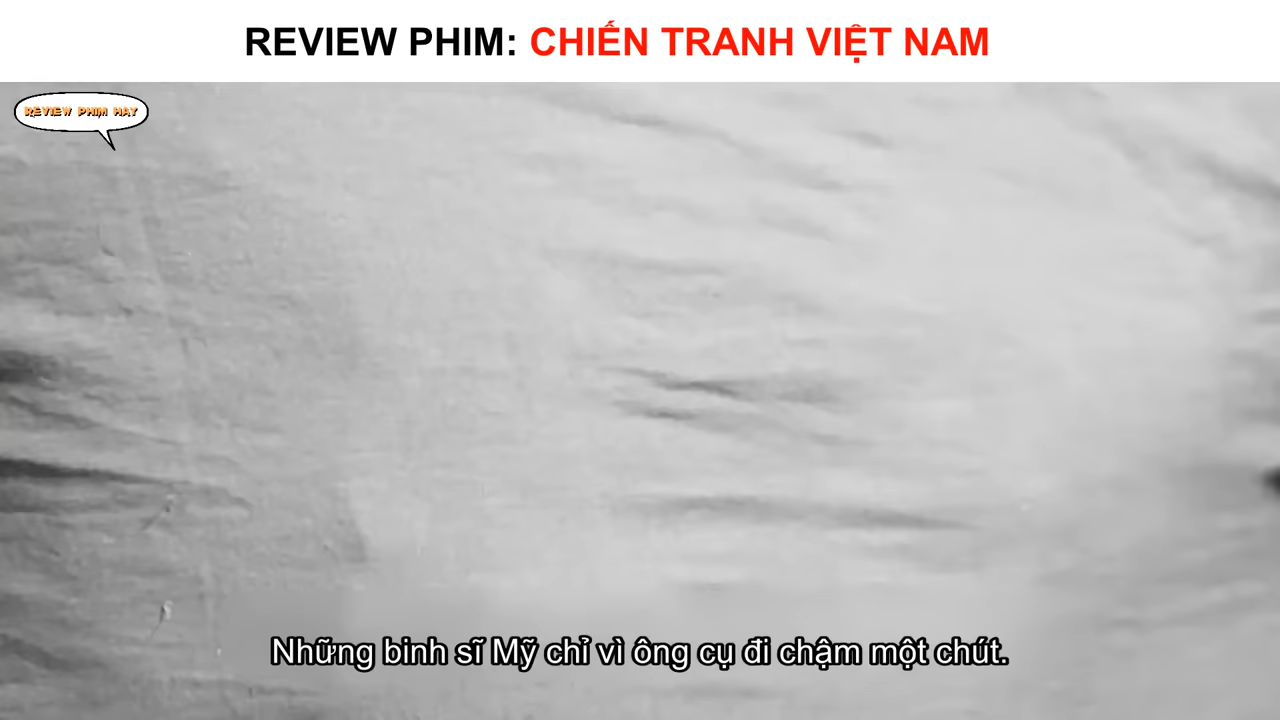 REVIEW PHIM: CHIẾN TRANH VIỆT NAM
REVIEW PHIM HAY
Những binh sĩ Mỹ chỉ vì ông cụ đi chậm một chút.